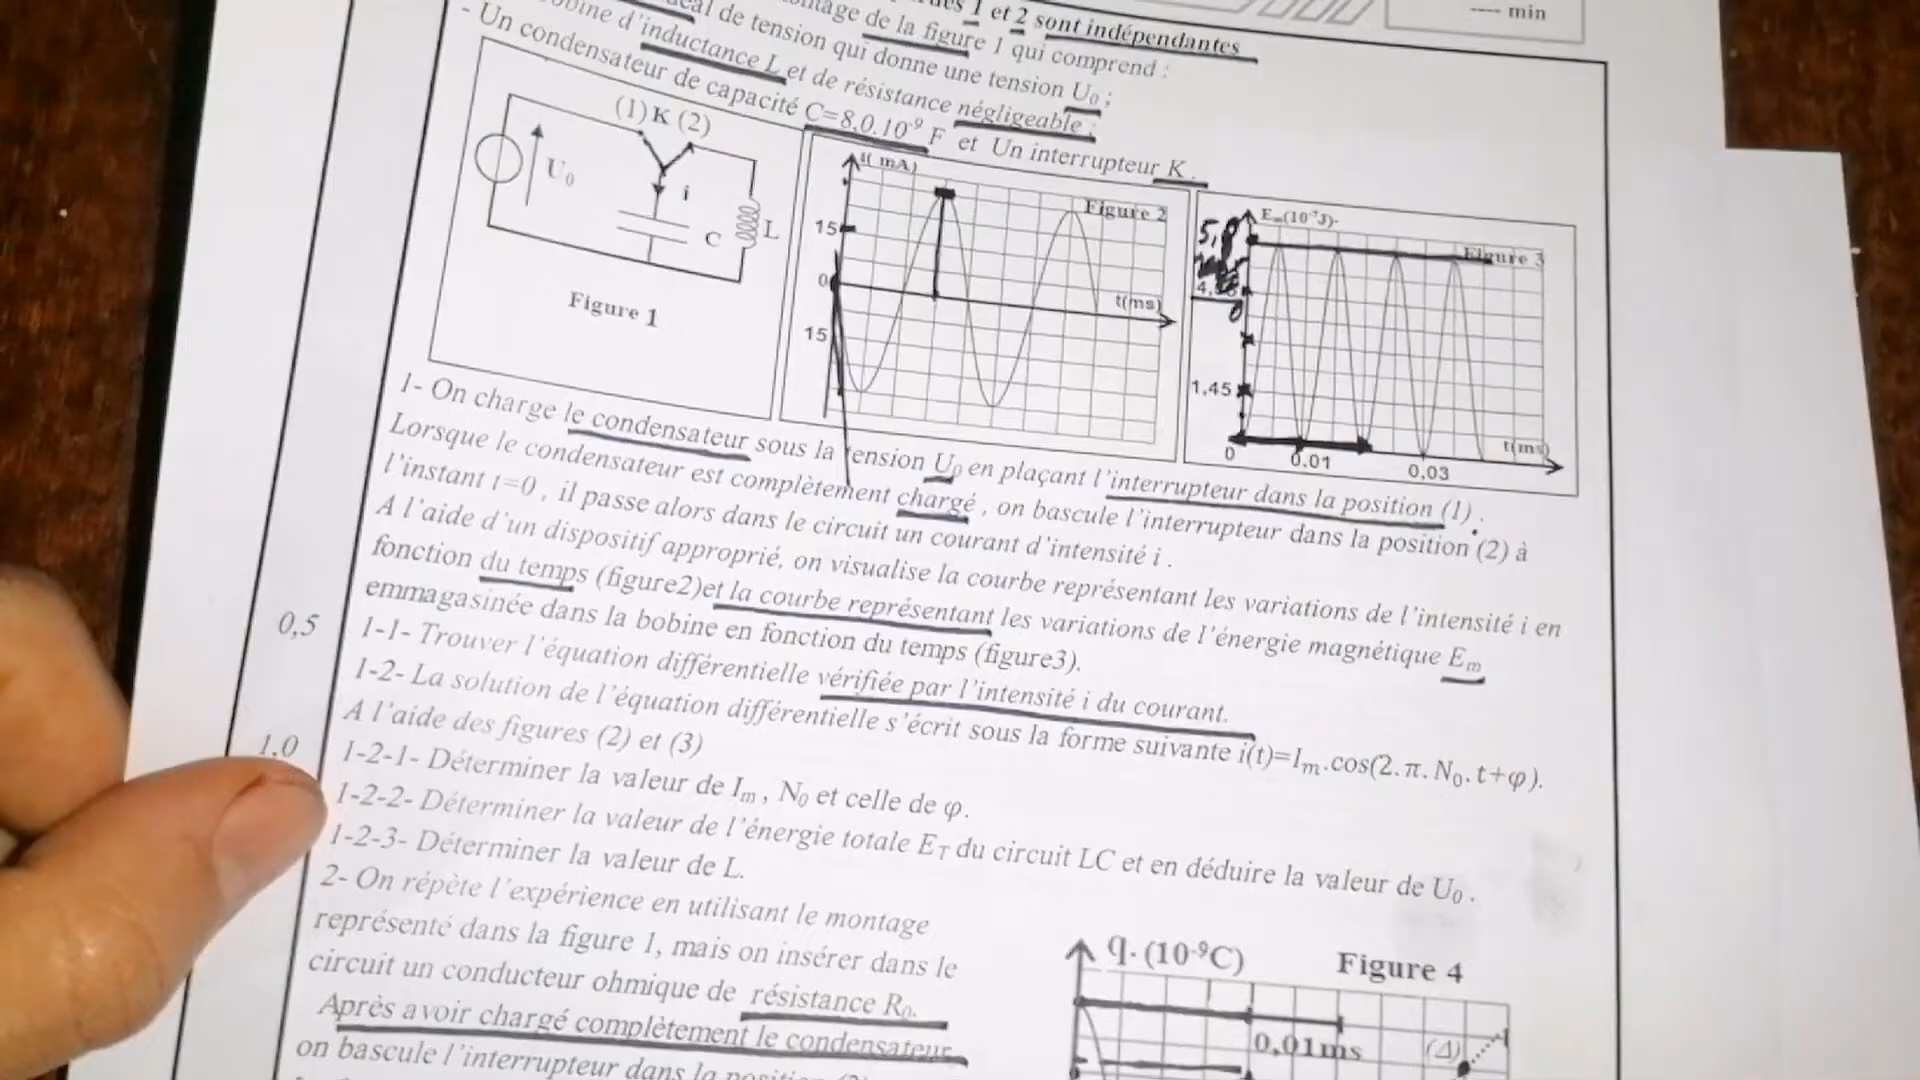 1 et 2 sont indépendantes
---- min
montage de la figure 1 qui comprend :
de tension qui donne une tension U₀ ;
d'inductance L et de résistance négligeable ;
- Un condensateur de capacité C=8,0.10⁻⁹ F et Un interrupteur K .
(1) K (2)
U₀
i
C
L
Figure 1
i( mA)
Figure 2
15
0
t(ms)
15
Eₘ(10⁻⁷J)
Figure 3
5,8
1,45
0
0.01
0,03
t(ms)
1- On charge le condensateur sous la tension U₀ en plaçant l'interrupteur dans la position (1) .
Lorsque le condensateur est complètement chargé , on bascule l'interrupteur dans la position (2) à
l'instant t=0 , il passe alors dans le circuit un courant d'intensité i .
A l'aide d'un dispositif approprié, on visualise la courbe représentant les variations de l'intensité i en
fonction du temps (figure2)et la courbe représentant les variations de l'énergie magnétique Eₘ
emmagasinée dans la bobine en fonction du temps (figure3).
0,5
1-1- Trouver l'équation différentielle vérifiée par l'intensité i du courant.
1-2- La solution de l'équation différentielle s'écrit sous la forme suivante i(t)=Iₘ.cos(2.π.N₀.t+φ).
A l'aide des figures (2) et (3)
1,0
1-2-1- Déterminer la valeur de Iₘ , N₀ et celle de φ.
1-2-2- Déterminer la valeur de l'énergie totale E_T du circuit LC et en déduire la valeur de U₀ .
1-2-3- Déterminer la valeur de L.
2- On répète l'expérience en utilisant le montage
représenté dans la figure 1, mais on insérer dans le
circuit un conducteur ohmique de résistance R₀.
Après avoir chargé complètement le condensateur
on bascule l'interrupteur dans la position
q. (10⁻⁹C)
Figure 4
0,01ms
(Δ)